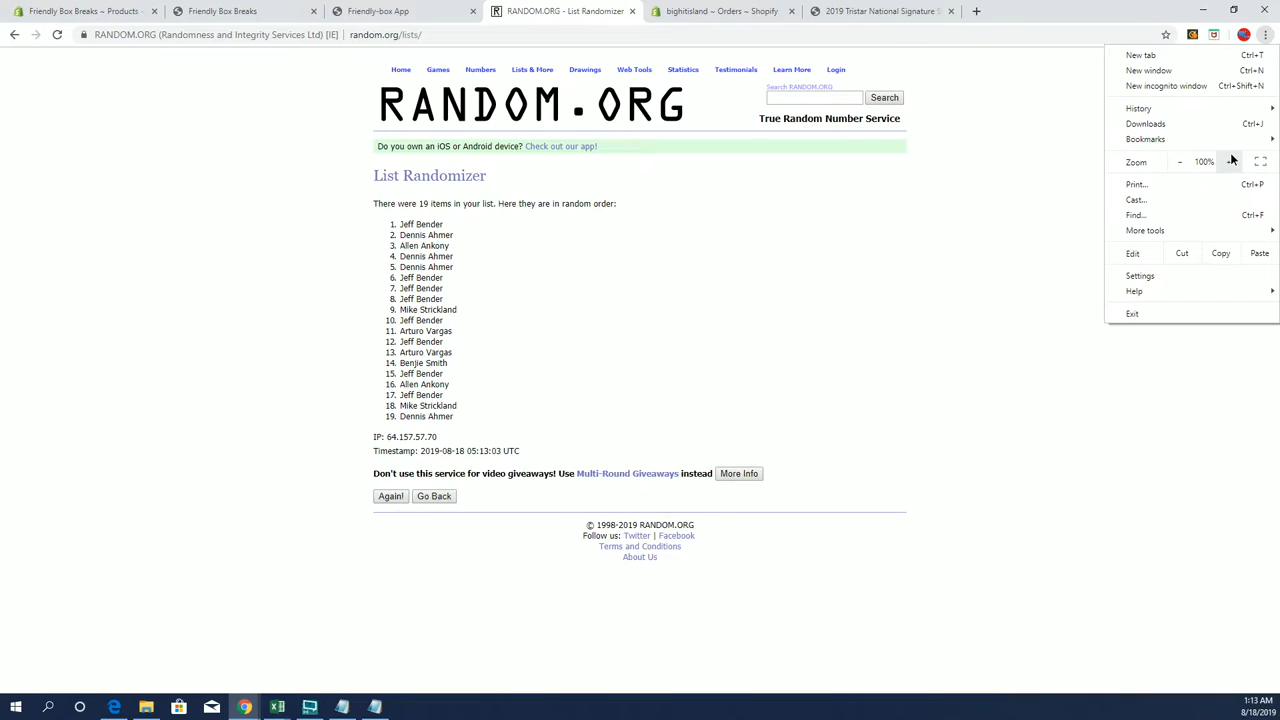 Friendly Box Breaks ~ Products ~
Friendly Box Breaks
Friendly-box App
RANDOM.ORG - List Randomizer
bighitisland ~ Orders ~ Shopify
2019 Tristar National Signature S
RANDOM.ORG (Randomness and Integrity Services Ltd) [IE] | random.org/lists/
New tab Ctrl+T
New window Ctrl+N
New incognito window Ctrl+Shift+N
History
Downloads Ctrl+J
Bookmarks
Zoom - 100%
Print... Ctrl+P
Cast...
Find... Ctrl+F
More tools
Edit Cut Copy Paste
Settings
Help
Exit
Home Games Numbers Lists & More Drawings Web Tools Statistics Testimonials Learn More Login
RANDOM.ORG
Search RANDOM.ORG
Search
True Random Number Service
Do you own an iOS or Android device? Check out our app!
List Randomizer
There were 19 items in your list. Here they are in random order:
1. Jeff Bender
2. Dennis Ahmer
3. Allen Ankony
4. Dennis Ahmer
5. Dennis Ahmer
6. Jeff Bender
7. Jeff Bender
8. Jeff Bender
9. Mike Strickland
10. Jeff Bender
11. Arturo Vargas
12. Jeff Bender
13. Arturo Vargas
14. Benjie Smith
15. Jeff Bender
16. Allen Ankony
17. Jeff Bender
18. Mike Strickland
19. Dennis Ahmer
IP: 64.157.57.70
Timestamp: 2019-08-18 05:13:03 UTC
Don't use this service for video giveaways! Use Multi-Round Giveaways instead More Info
Again! Go Back
© 1998-2019 RANDOM.ORG
Follow us: Twitter | Facebook
Terms and Conditions
About Us
1:13 AM
8/18/2019